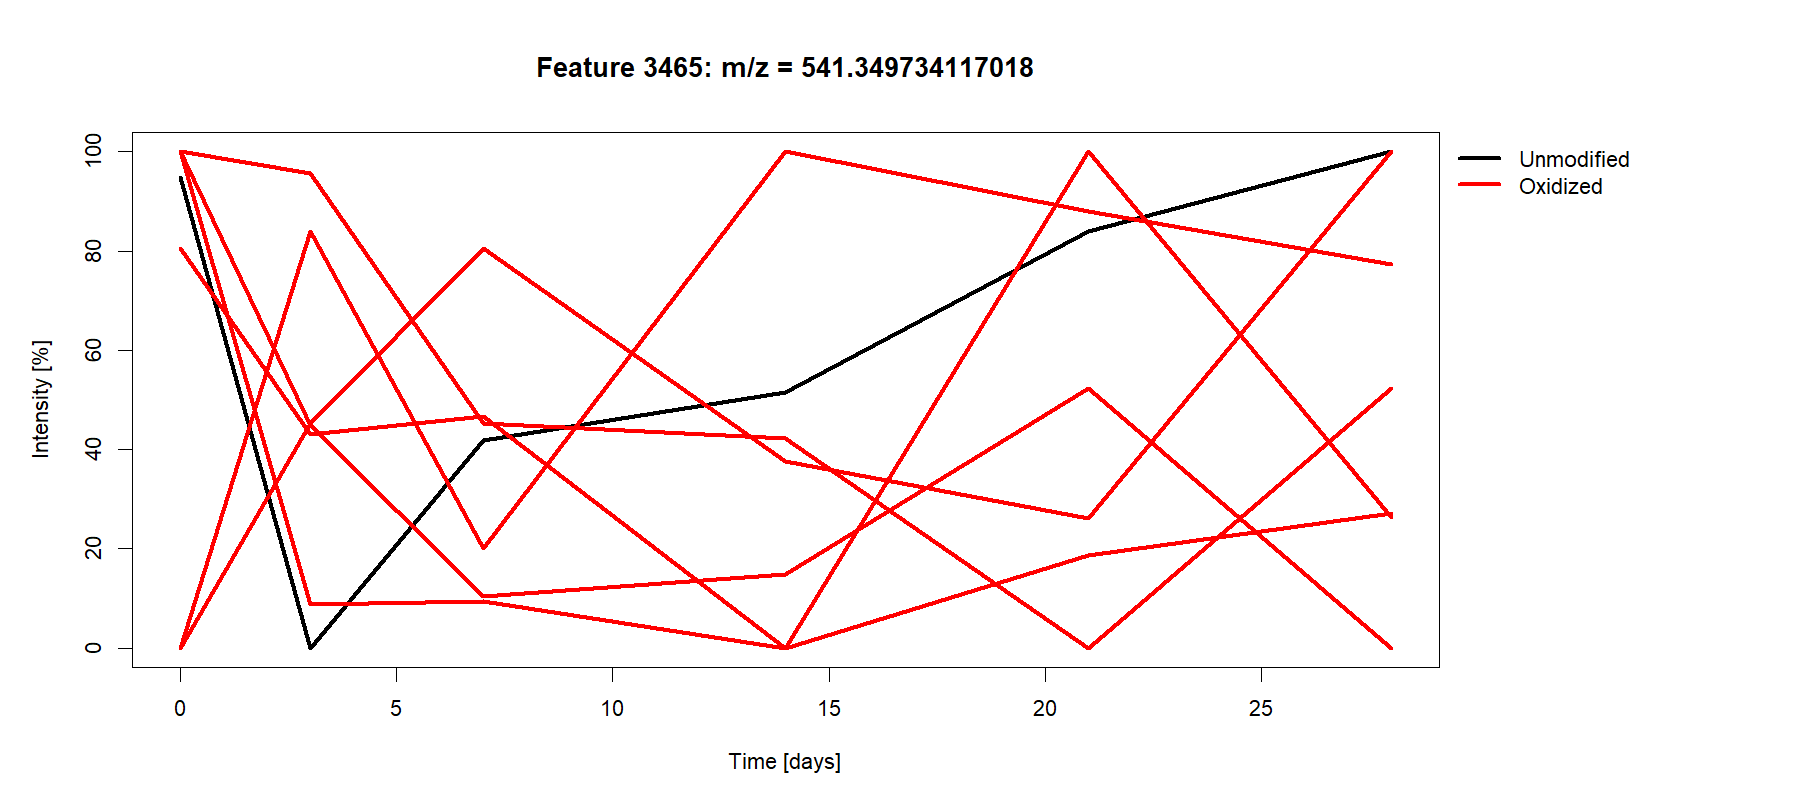 Feature 3465: m/z = 541.349734117018
Unmodified
Oxidized
Intensity [%]
100
80
60
40
20
0
0 5 10 15 20 25
Time [days]